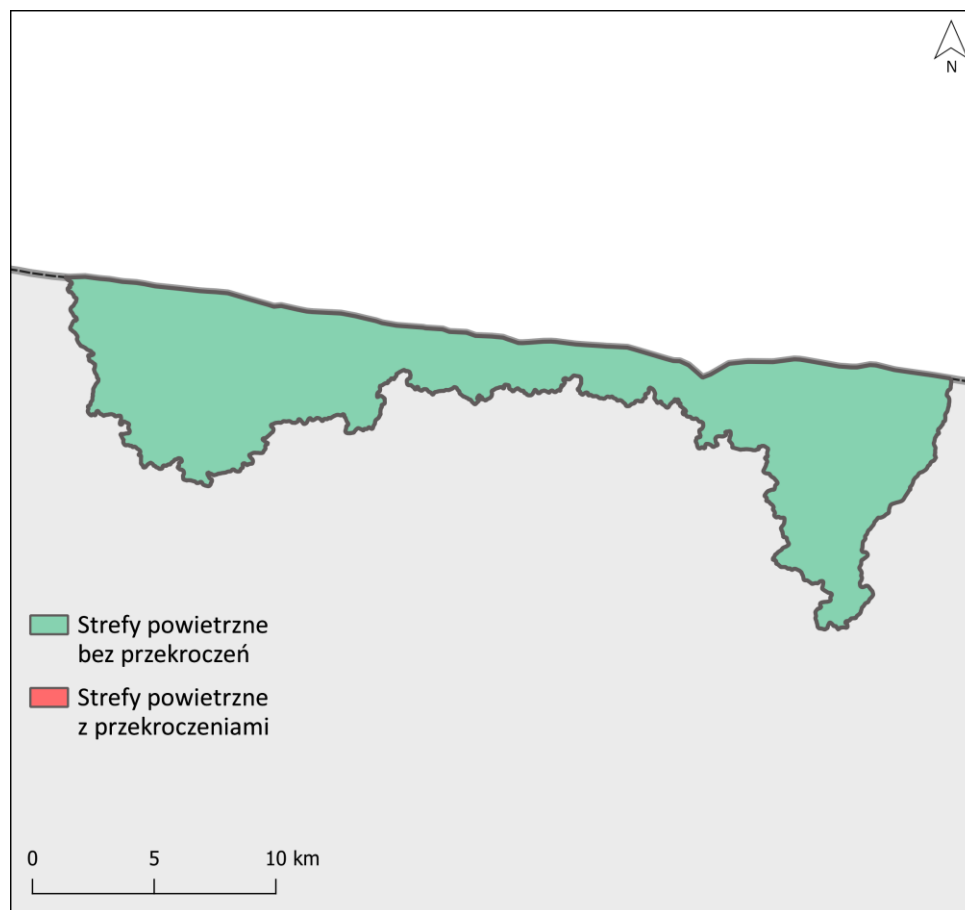 N
Strefy powietrzne
bez przekroczeń
Strefy powietrzne
z przekroczeniami
0 5 10 km